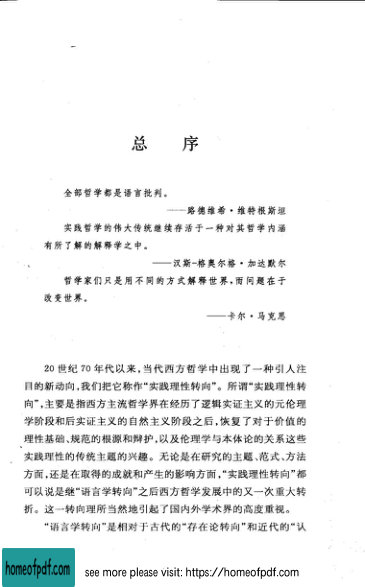 总 序
全部哲学都是语言批判。
——路德维希·维特根斯坦
实践哲学的伟大传统继续存活于一种对其哲学内涵
有所了解的解释学之中。
——汉斯-格奥尔格·加达默尔
哲学家们只是用不同的方式解释世界,而问题在于
改变世界。
——卡尔·马克思
20世纪70年代以来,当代西方哲学中出现了一种引人注
目的新动向,我们把它称作“实践理性转向”。所谓“实践理性转
向”,主要是指西方主流哲学界在经历了逻辑实证主义的元伦理
学阶段和后实证主义的自然主义阶段之后,恢复了对于价值的
理性基础、规范的根源和辩护,以及伦理学与本体论的关系这些
实践理性的传统主题的兴趣。无论是在研究的主题、范式、方法
方面,还是在取得的成就和产生的影响方面,“实践理性转向”都
可以说是继“语言学转向”之后西方哲学发展中的又一次重大转
折。这一转向理所当然地引起了国内外学术界的高度重视。
“语言学转向”是相对于古代的“存在论转向”和近代的“认
homeofpdf.com
see more please visit: https://homeofpdf.com